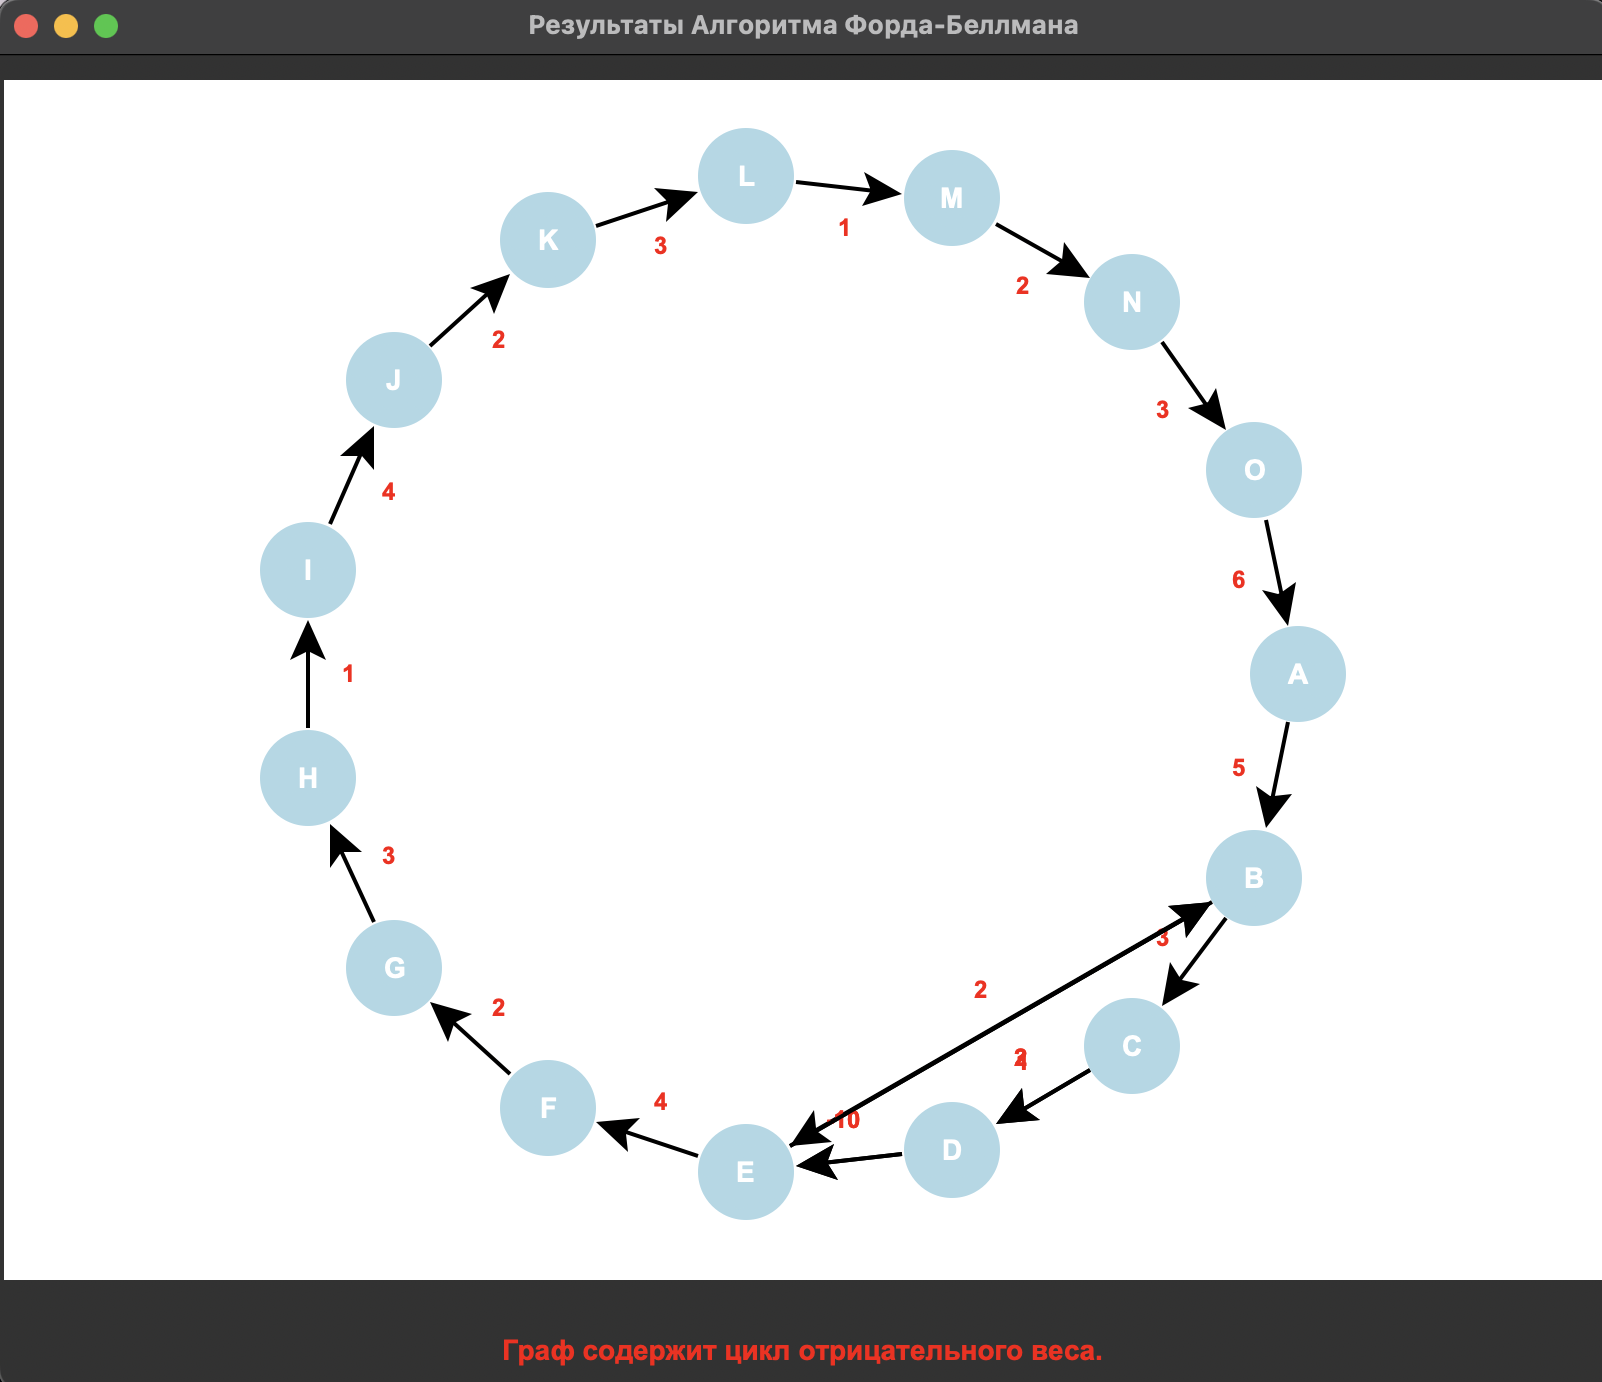 Результаты Алгоритма Форда-Беллмана
L
M
1
K
3
2
N
J
2
3
O
4
6
I
A
1
5
H
B
3
3
G
2
2
C
4
F
4
10
D
E
Граф содержит цикл отрицательного веса.